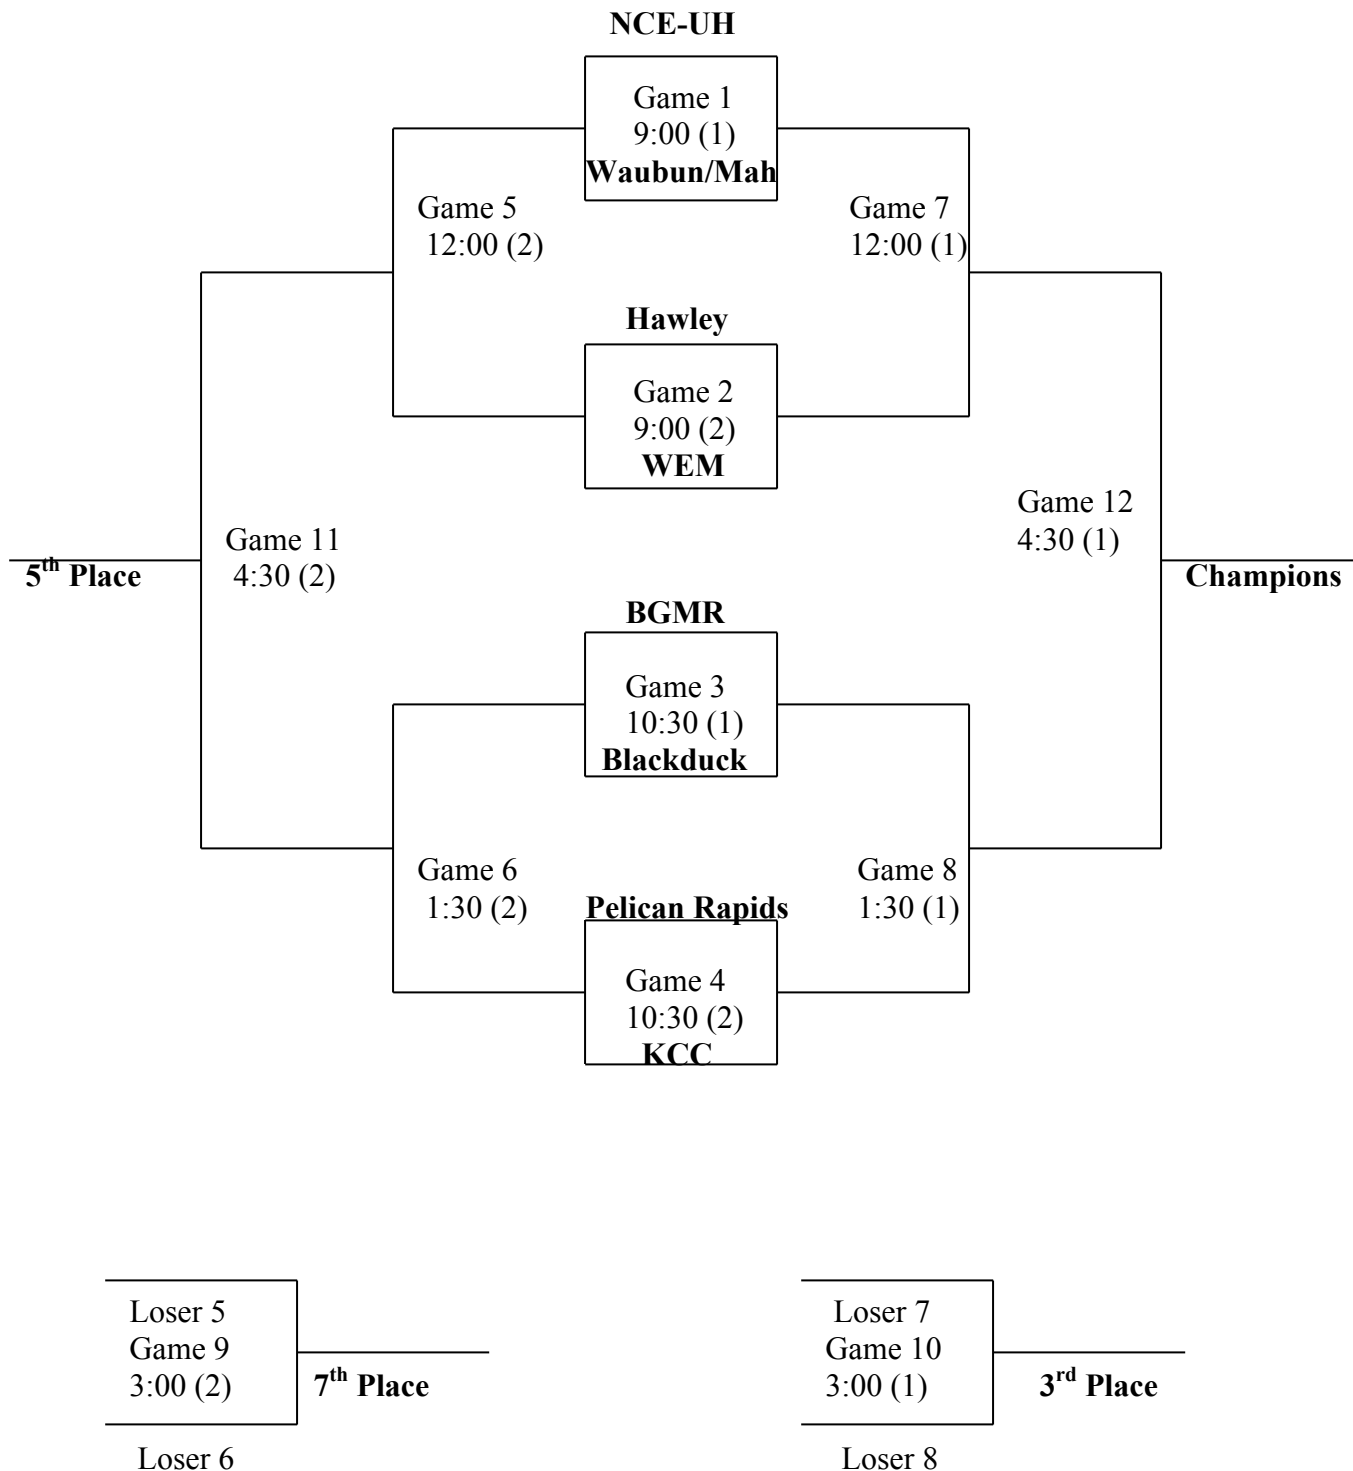 NCE-UH
Game 1
9:00 (1)
Waubun/Mah
Game 5
12:00 (2)
Game 7
12:00 (1)
Hawley
Game 2
9:00 (2)
WEM
Game 11
4:30 (2)
5th Place
Game 12
4:30 (1)
Champions
BGMR
Game 3
10:30 (1)
Blackduck
Game 6
1:30 (2)
Game 8
1:30 (1)
Pelican Rapids
Game 4
10:30 (2)
KCC
Loser 5
Game 9
3:00 (2)
7th Place
Loser 6
Loser 7
Game 10
3:00 (1)
3rd Place
Loser 8